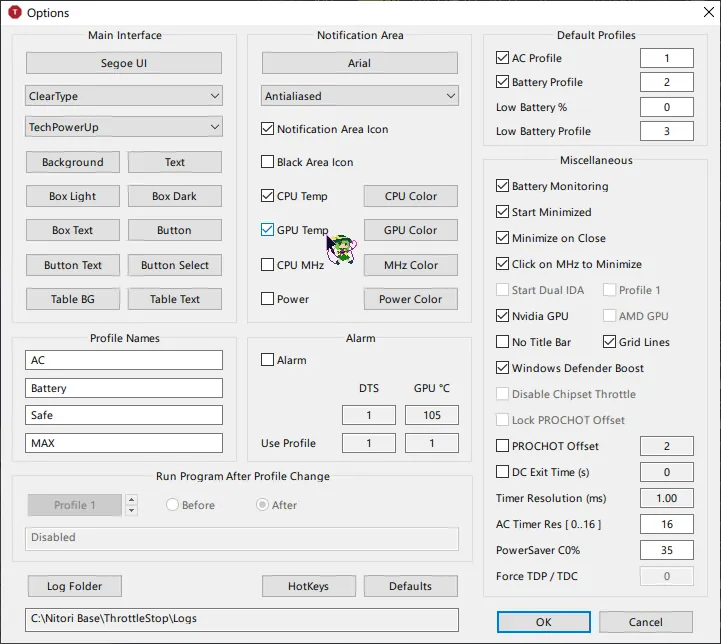 Options
Main Interface
Segoe UI
ClearType
TechPowerUp
Background Text
Box Light Box Dark
Box Text Button
Button Text Button Select
Table BG Table Text
Notification Area
Arial
Antialiased
Notification Area Icon
Black Area Icon
CPU Temp CPU Color
GPU Temp GPU Color
CPU MHz MHz Color
Power Power Color
Default Profiles
AC Profile 1
Battery Profile 2
Low Battery % 0
Low Battery Profile 3
Profile Names
AC
Battery
Safe
MAX
Alarm
Alarm
DTS GPU °C
1 105
Use Profile 1 1
Miscellaneous
Battery Monitoring
Start Minimized
Minimize on Close
Click on MHz to Minimize
Start Dual IDA Profile 1
Nvidia GPU AMD GPU
No Title Bar Grid Lines
Windows Defender Boost
Disable Chipset Throttle
Lock PROCHOT Offset
PROCHOT Offset 2
DC Exit Time (s) 0
Timer Resolution (ms) 1.00
AC Timer Res [ 0..16 ] 16
PowerSaver C0% 35
Force TDP / TDC 0
Run Program After Profile Change
Profile 1 Before After
Disabled
Log Folder HotKeys Defaults
C:\Nitori Base\ThrottleStop\Logs
OK Cancel